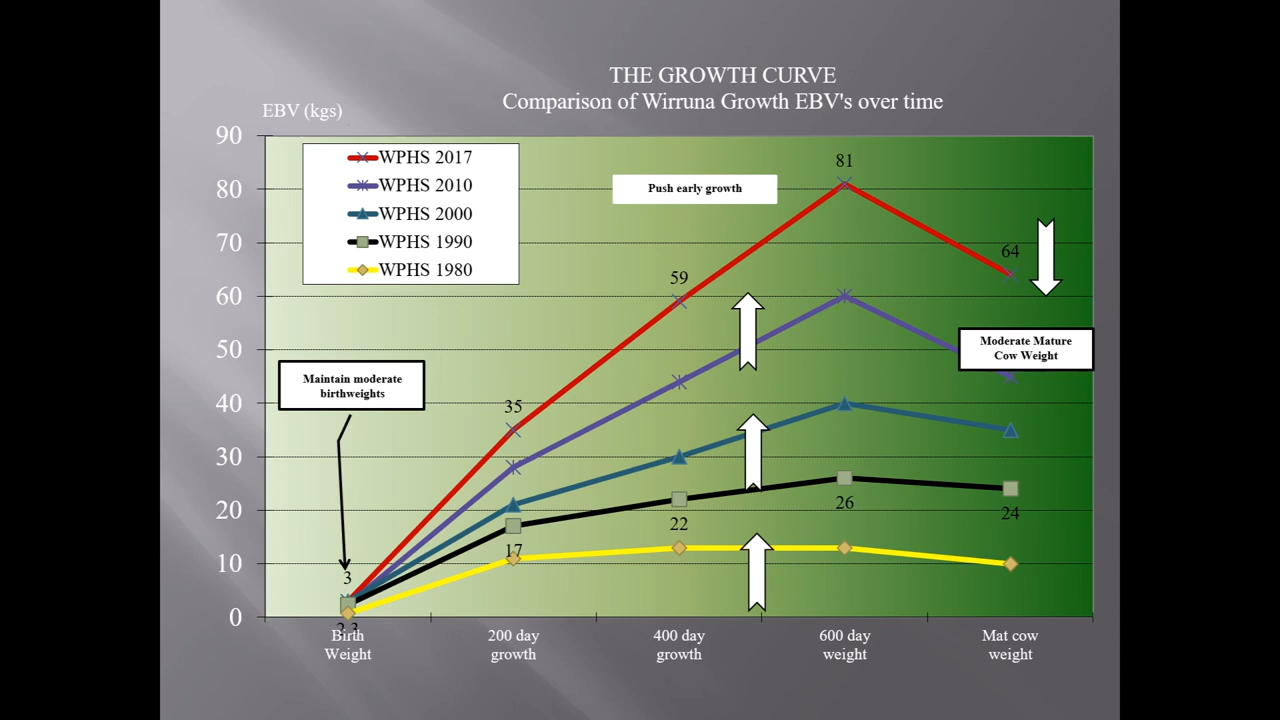 THE GROWTH CURVE
Comparison of Wirruna Growth EBV's over time
EBV (kgs)
90
80
70
60
50
40
30
20
10
0
WPHS 2017
WPHS 2010
WPHS 2000
WPHS 1990
WPHS 1980
Push early growth
Maintain moderate
birthweights
Moderate Mature
Cow Weight
3
35
59
81
64
2.3
17
22
26
24
Birth
Weight
200 day
growth
400 day
growth
600 day
weight
Mat cow
weight